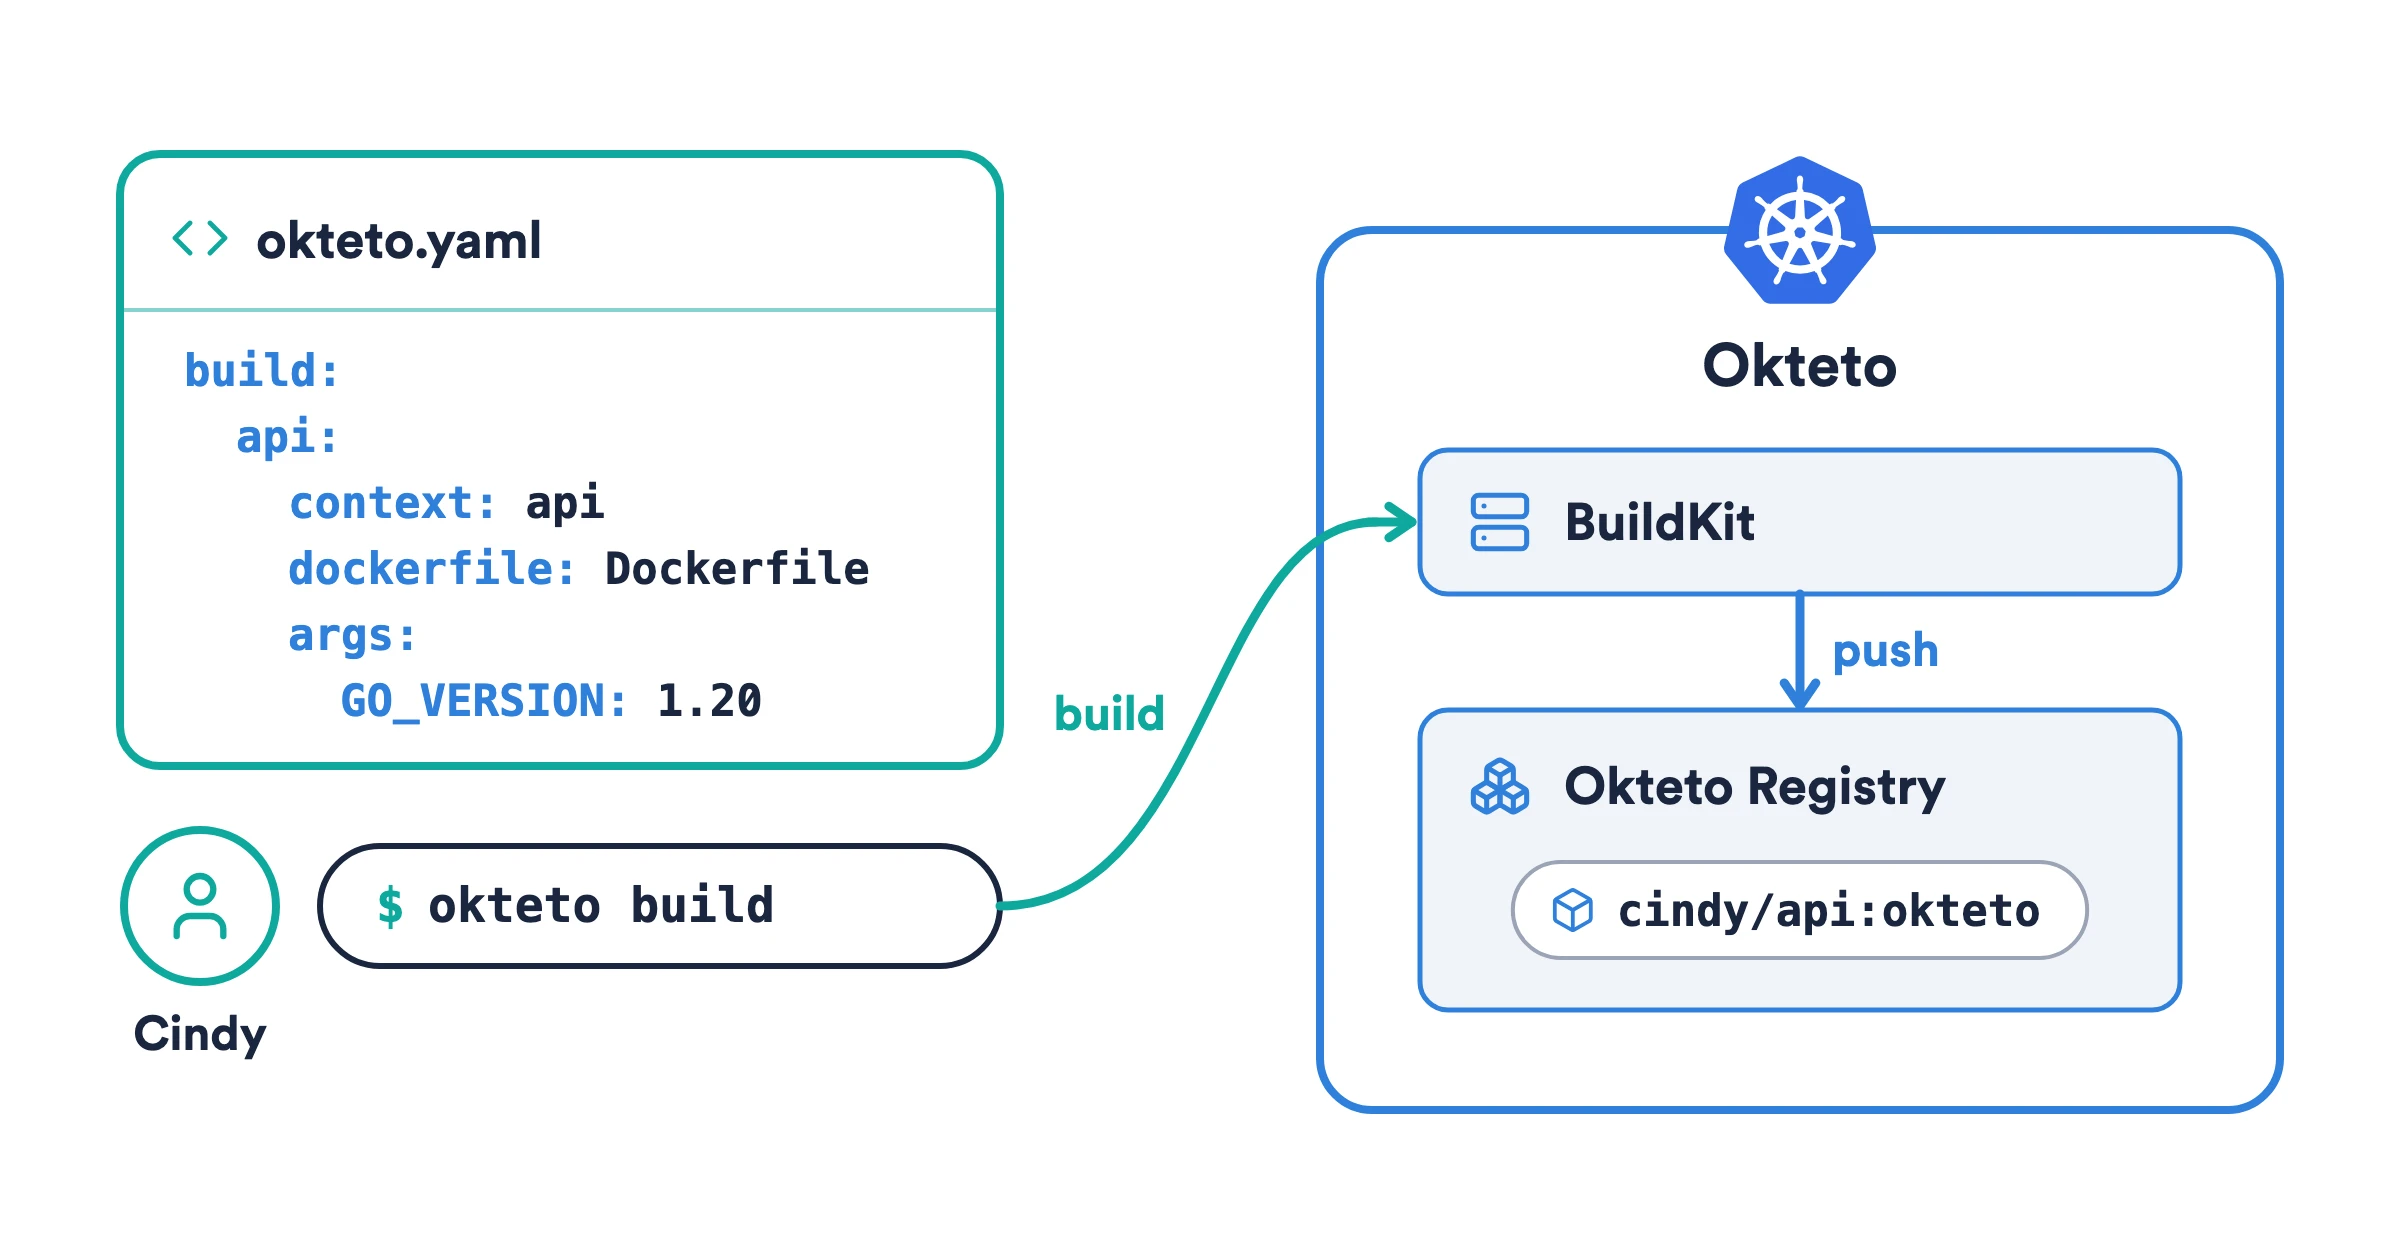 okteto.yaml
build:
  api:
    context: api
    dockerfile: Dockerfile
    args:
      GO_VERSION: 1.20
$ okteto build
Cindy
build
Okteto
BuildKit
push
Okteto Registry
cindy/api:okteto